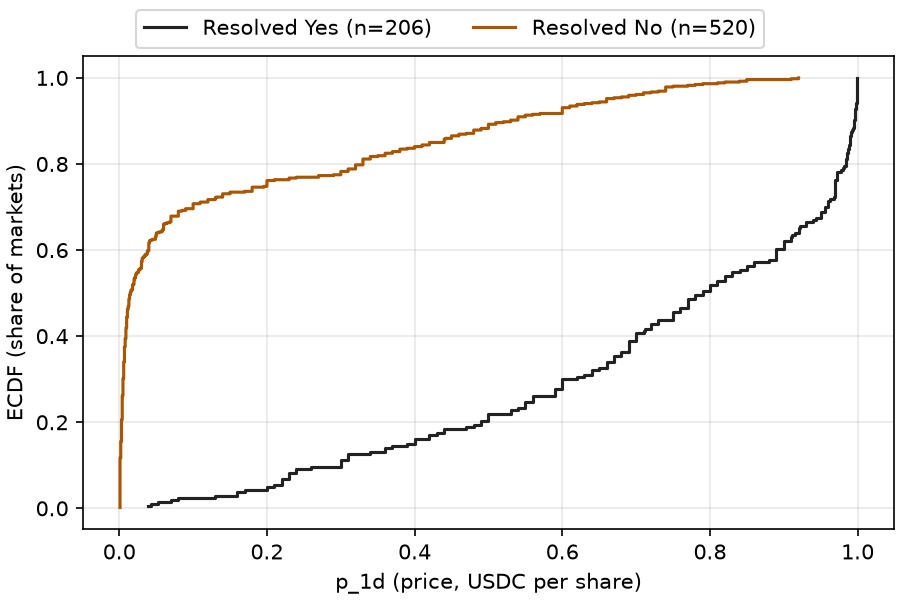 Resolved Yes (n=206)
Resolved No (n=520)
ECDF (share of markets)
1.0
0.8
0.6
0.4
0.2
0.0
0.0 0.2 0.4 0.6 0.8 1.0
p_1d (price, USDC per share)